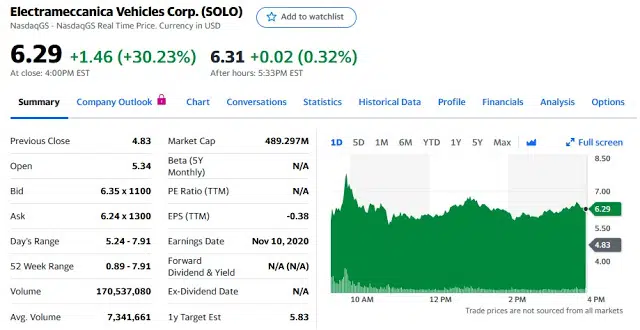 Electrameccanica Vehicles Corp. (SOLO)
NasdaqGS - NasdaqGS Real Time Price. Currency in USD
Add to watchlist
6.29 +1.46 (+30.23%) 6.31 +0.02 (0.32%)
At close: 4:00PM EST After hours: 5:33PM EST
Summary Company Outlook Chart Conversations Statistics Historical Data Profile Financials Analysis Options
Previous Close 4.83
Open 5.34
Bid 6.35 x 1100
Ask 6.24 x 1300
Day's Range 5.24 - 7.91
52 Week Range 0.89 - 7.91
Volume 170,537,080
Avg. Volume 7,341,661
Market Cap 489.297M
Beta (5Y
Monthly) N/A
PE Ratio (TTM) N/A
EPS (TTM) -0.38
Earnings Date Nov 10, 2020
Forward
Dividend & Yield N/A (N/A)
Ex-Dividend Date N/A
1y Target Est 5.83
1D 5D 1M 6M YTD 1Y 5Y Max Full screen
8.50
7.00
6.29
5.50
4.83
4.00
10 AM 12 PM 2 PM 4 PM
Trade prices are not sourced from all markets